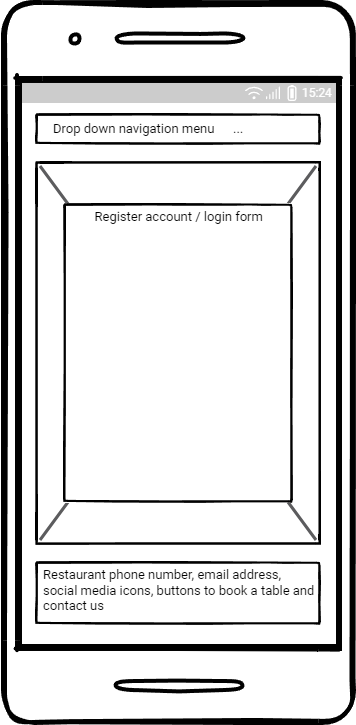 15:24
Drop down navigation menu ...
Register account / login form
Restaurant phone number, email address,
social media icons, buttons to book a table and
contact us